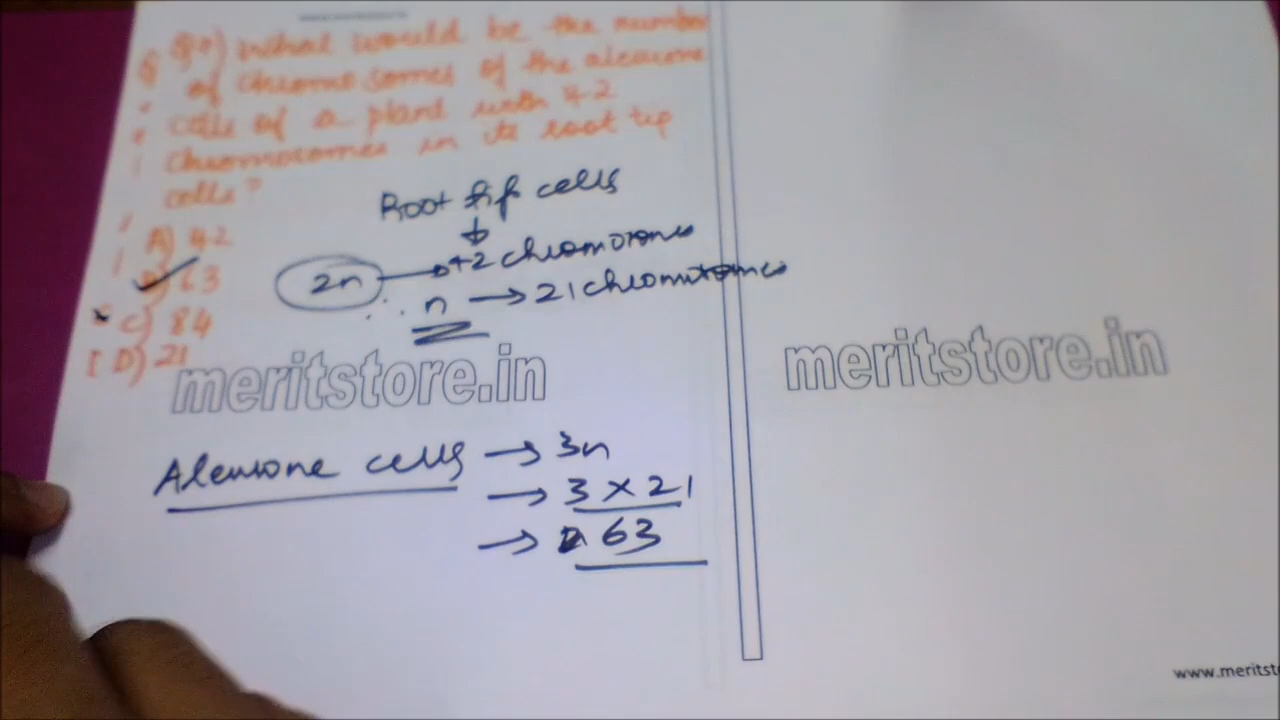 Q) What would be the number
of chromosomes of the aleurone
cells of a plant with 42
chromosomes in its root tip
cells?
A) 42
B) 63
C) 84
D) 21
Root tip cells
2n → 42 chromosomes
∴ n → 21 chromosomes
meritstore.in
meritstore.in
Aleurone cells → 3n
→ 3 × 21
→ 63
www.meritst